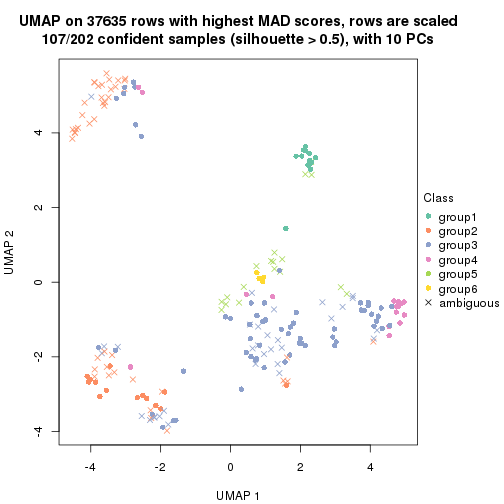 UMAP on 37635 rows with highest MAD scores, rows are scaled
107/202 confident samples (silhouette > 0.5), with 10 PCs
4
2
0
-2
-4
UMAP 2
-4
-2
0
2
4
UMAP 1
Class
group1
group2
group3
group4
group5
group6
ambiguous